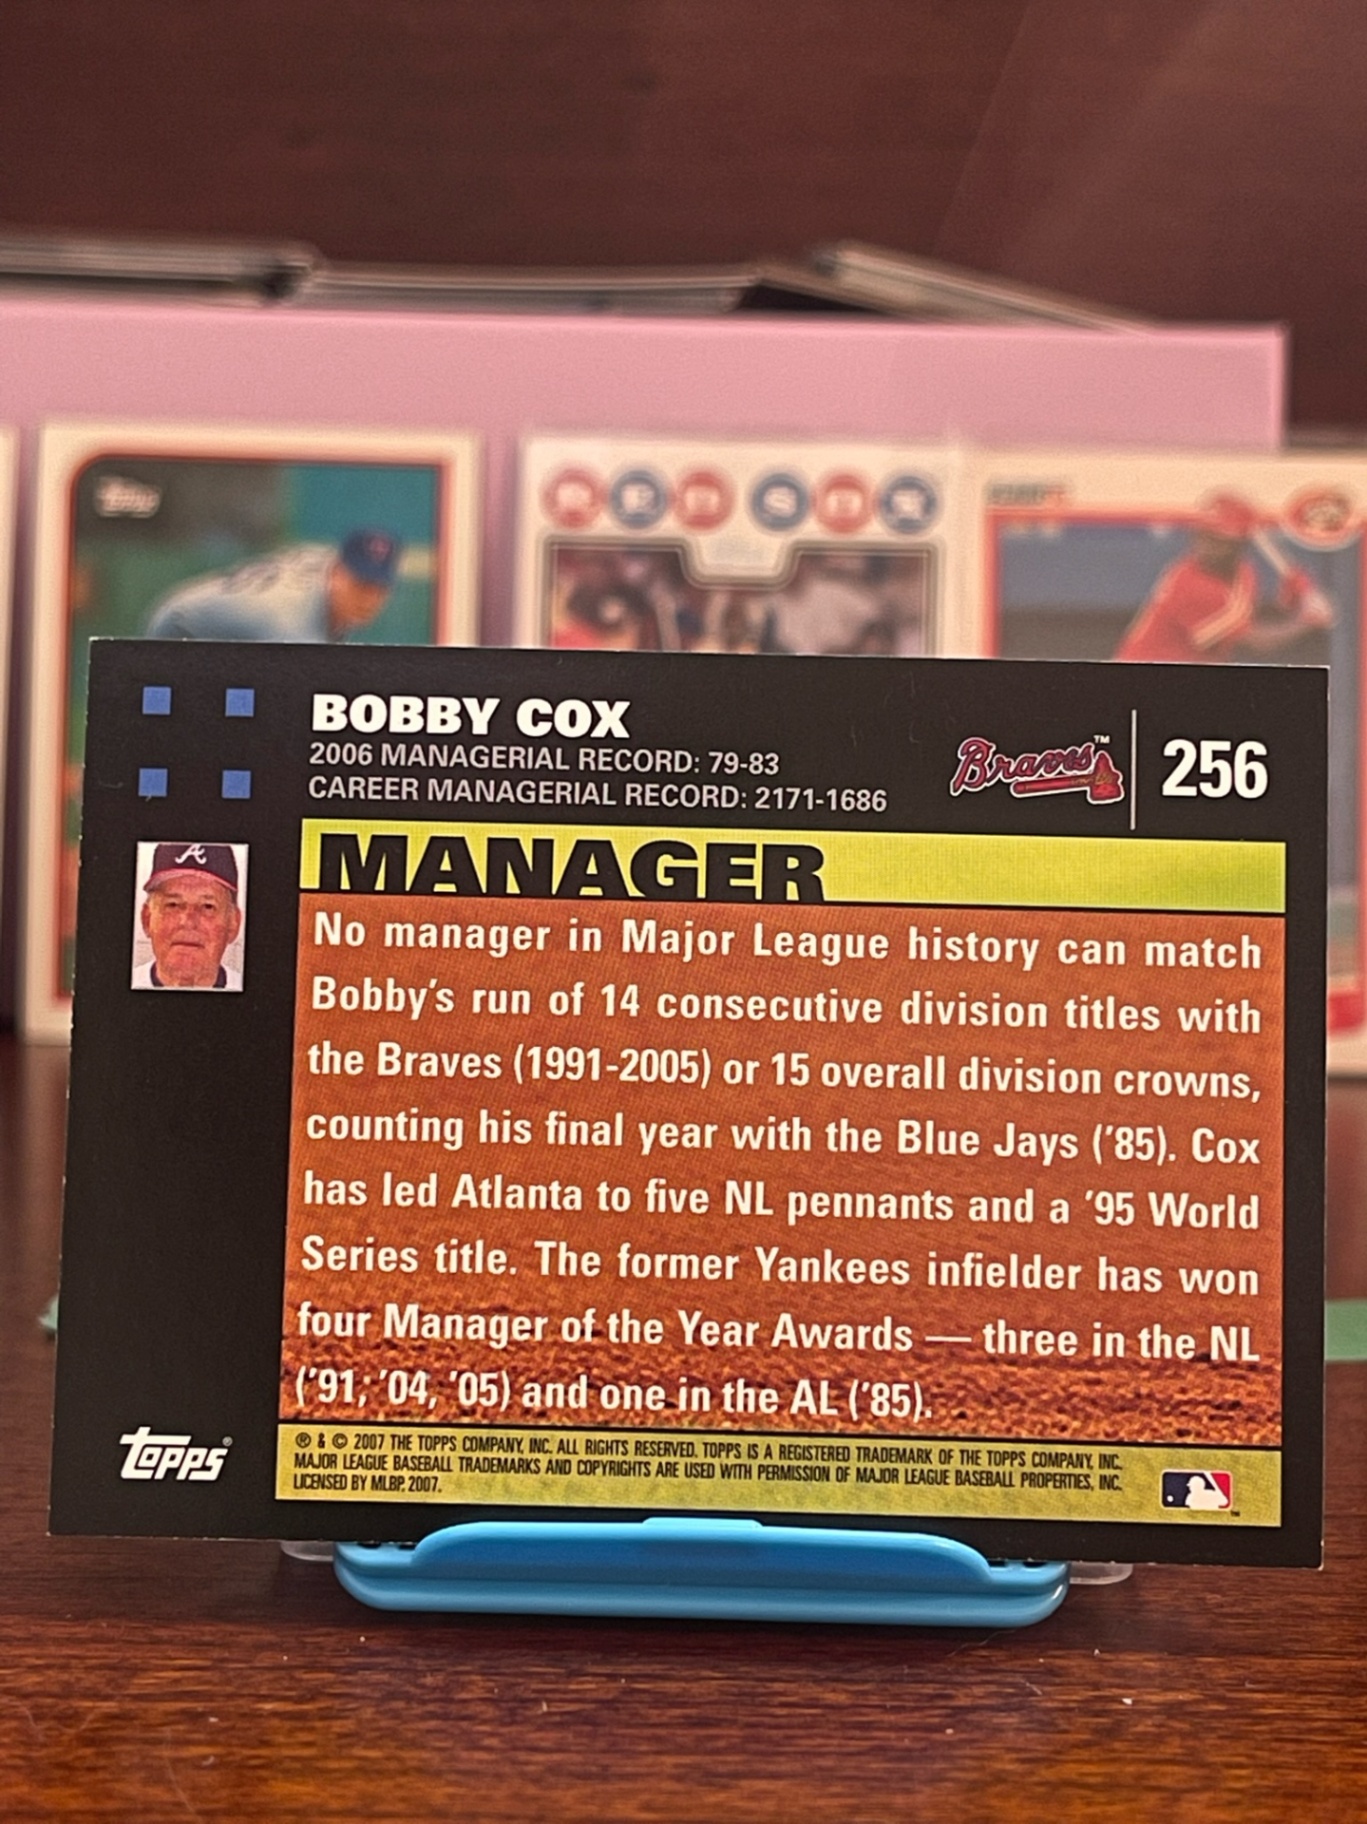 Topps
RED SOX
BOBBY COX
2006 MANAGERIAL RECORD: 79-83
CAREER MANAGERIAL RECORD: 2171-1686
Braves™
256
A
MANAGER
No manager in Major League history can match
Bobby's run of 14 consecutive division titles with
the Braves (1991-2005) or 15 overall division crowns,
counting his final year with the Blue Jays ('85). Cox
has led Atlanta to five NL pennants and a '95 World
Series title. The former Yankees infielder has won
four Manager of the Year Awards — three in the NL
('91, '04, '05) and one in the AL ('85).
TOPPS®
® & © 2007 THE TOPPS COMPANY, INC. ALL RIGHTS RESERVED. TOPPS IS A REGISTERED TRADEMARK OF THE TOPPS COMPANY, INC.
MAJOR LEAGUE BASEBALL TRADEMARKS AND COPYRIGHTS ARE USED WITH PERMISSION OF MAJOR LEAGUE BASEBALL PROPERTIES, INC.
LICENSED BY MLBP, 2007.